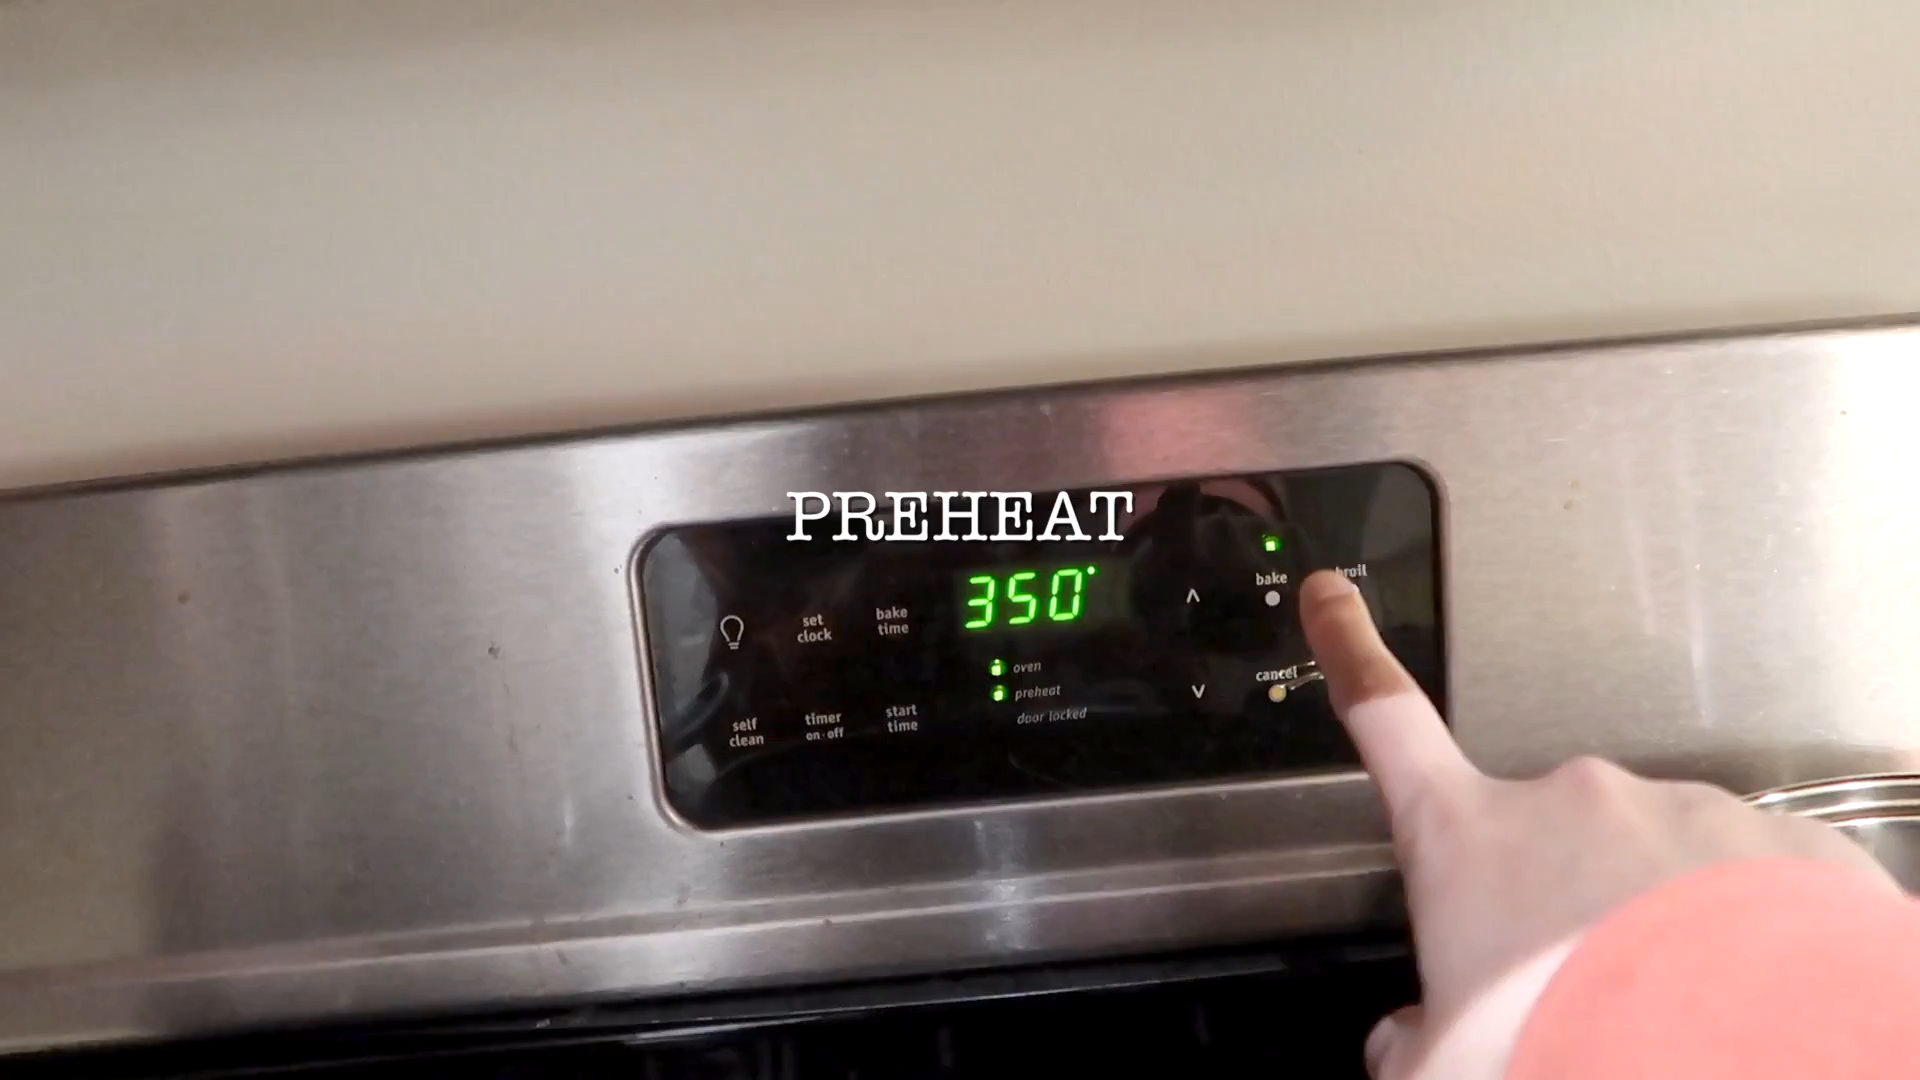 PREHEAT
350°
bake
broil
set
clock
bake
time
oven
preheat
door locked
cancel
self
clean
timer
on·off
start
time